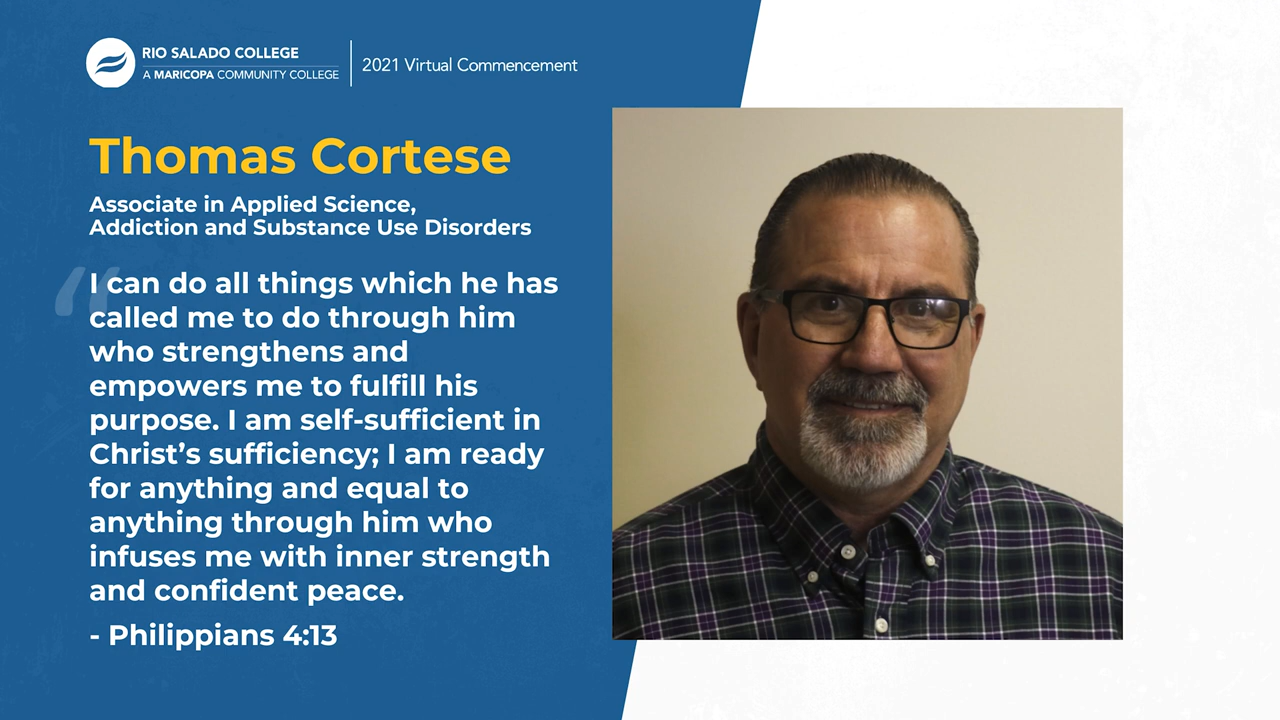 RIO SALADO COLLEGE
A MARICOPA COMMUNITY COLLEGE
2021 Virtual Commencement
Thomas Cortese
Associate in Applied Science,
Addiction and Substance Use Disorders
“
I can do all things which he has
called me to do through him
who strengthens and
empowers me to fulfill his
purpose. I am self-sufficient in
Christ’s sufficiency; I am ready
for anything and equal to
anything through him who
infuses me with inner strength
and confident peace.
- Philippians 4:13